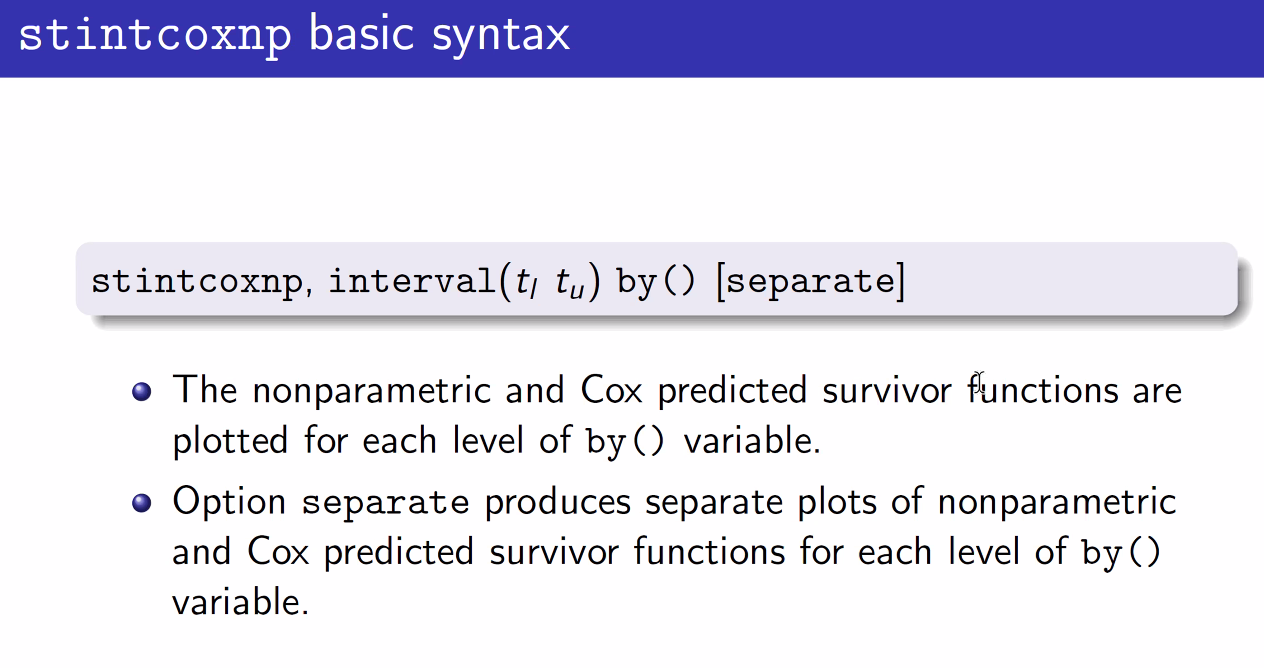 stintcoxnp basic syntax
stintcoxnp, interval(tl tu) by() [separate]
The nonparametric and Cox predicted survivor functions are
plotted for each level of by() variable.
Option separate produces separate plots of nonparametric
and Cox predicted survivor functions for each level of by()
variable.